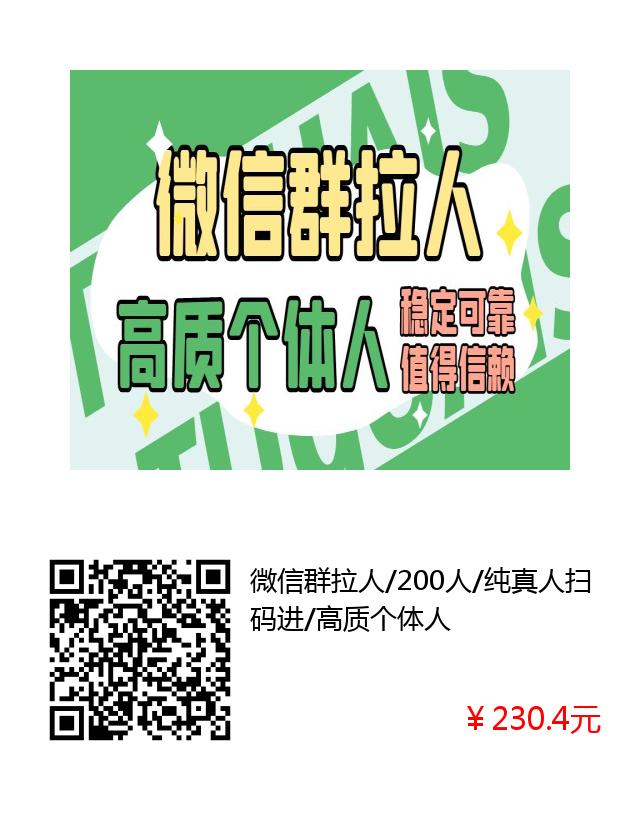 微信群拉人
高质个体人
稳定可靠
值得信赖
微信群拉人/200人/纯真人扫
码进/高质个体人
￥230.4元